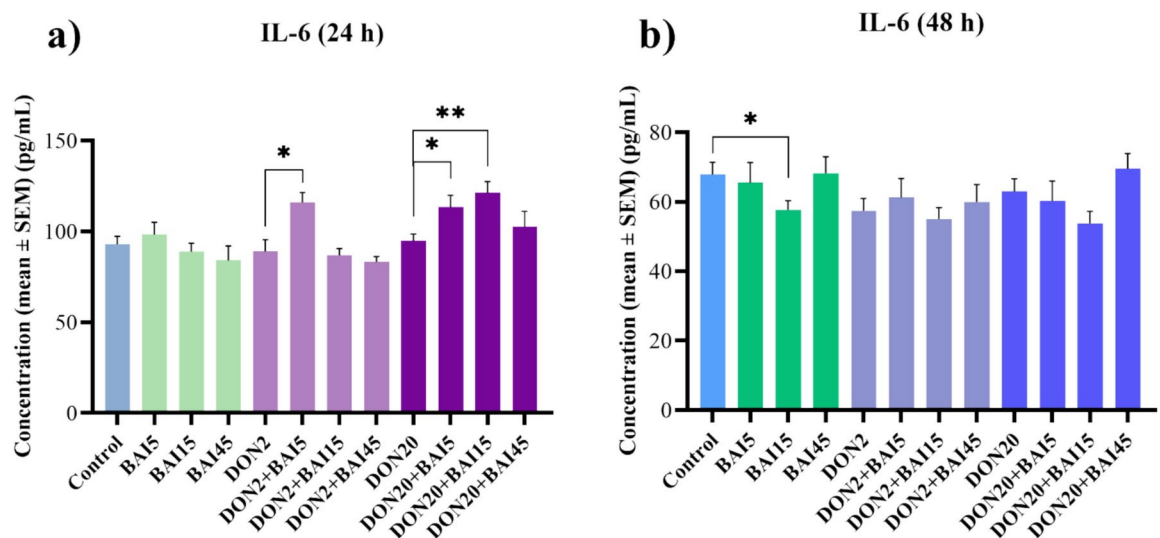 a)
IL-6 (24 h)
Concentration (mean ± SEM) (pg/mL)
150
100
50
0
*
*
**
Control
BAI5
BAI15
BAI45
DON2
DON2+BAI5
DON2+BAI15
DON2+BAI45
DON20
DON20+BAI5
DON20+BAI15
DON20+BAI45
b)
IL-6 (48 h)
Concentration (mean ± SEM) (pg/mL)
80
60
40
20
0
*
Control
BAI5
BAI15
BAI45
DON2
DON2+BAI5
DON2+BAI15
DON2+BAI45
DON20
DON20+BAI5
DON20+BAI15
DON20+BAI45